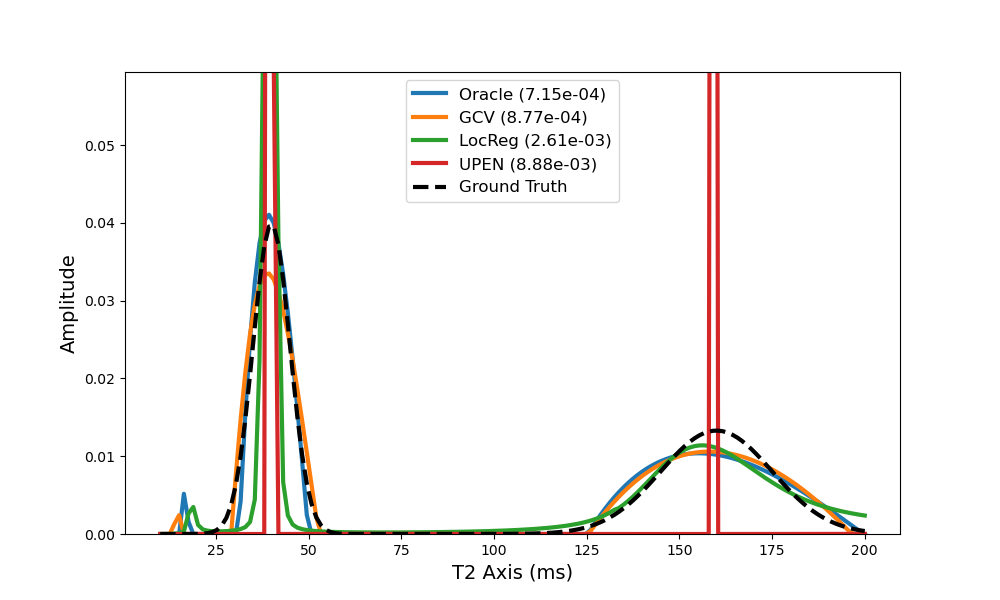 Oracle (7.15e-04)
GCV (8.77e-04)
LocReg (2.61e-03)
UPEN (8.88e-03)
Ground Truth
Amplitude
0.05
0.04
0.03
0.02
0.01
0.00
25 50 75 100 125 150 175 200
T2 Axis (ms)